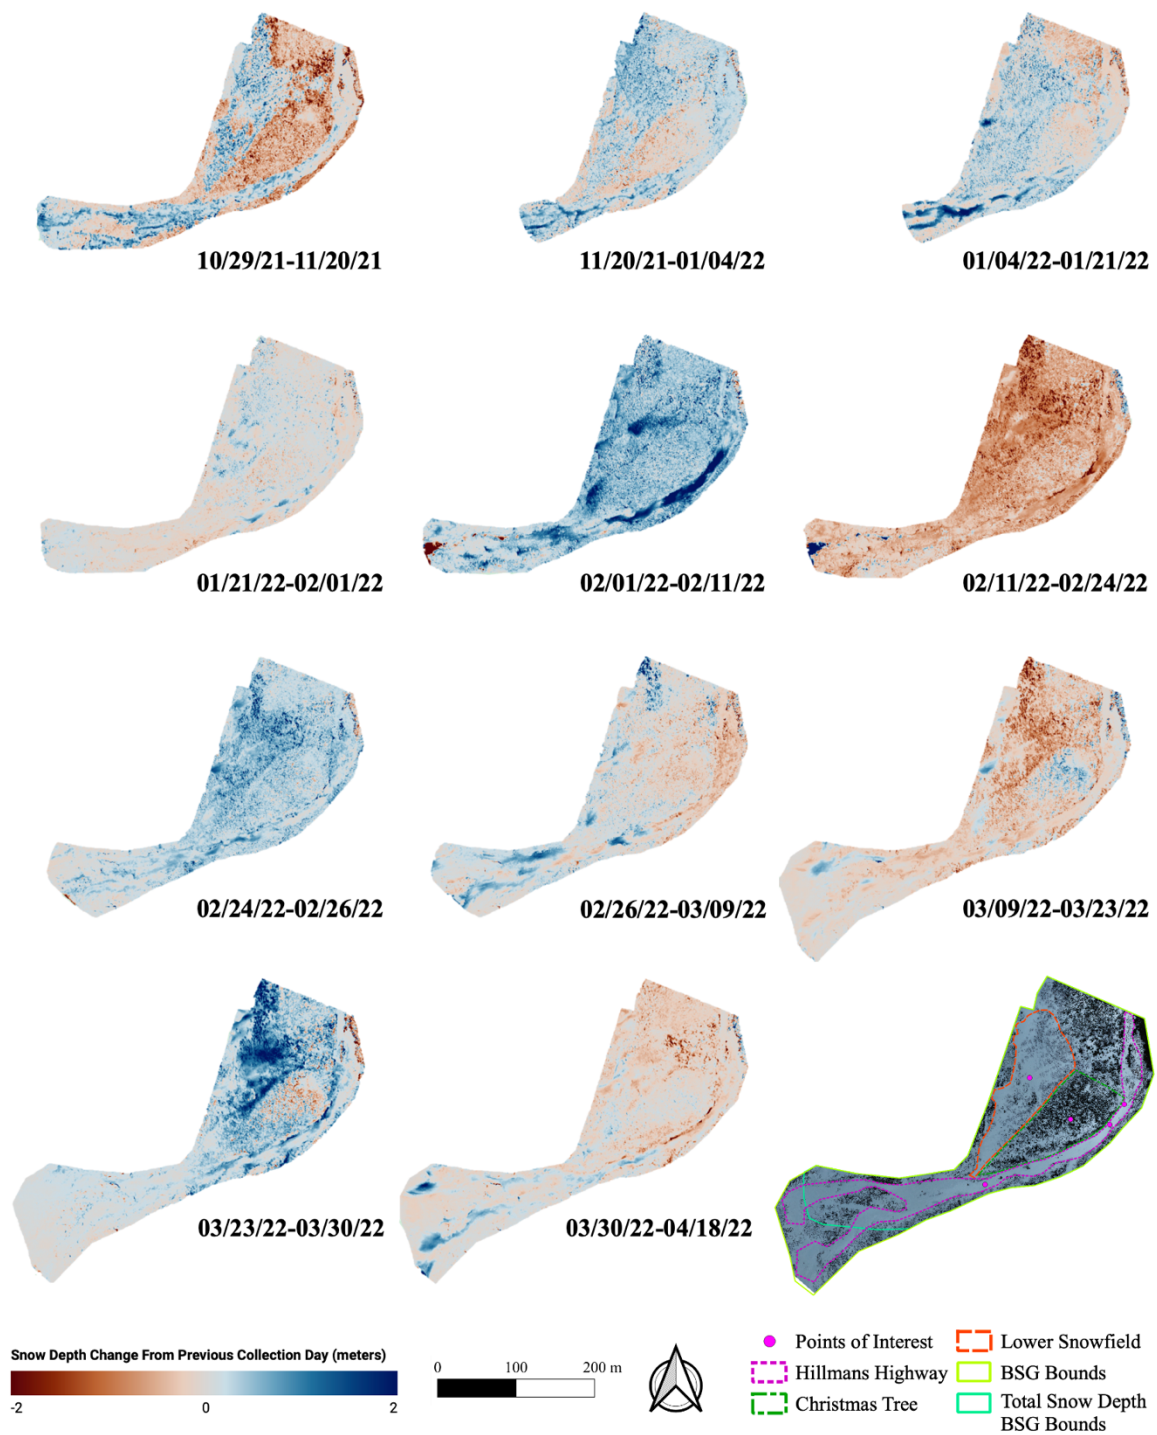 10/29/21-11/20/21
11/20/21-01/04/22
01/04/22-01/21/22
01/21/22-02/01/22
02/01/22-02/11/22
02/11/22-02/24/22
02/24/22-02/26/22
02/26/22-03/09/22
03/09/22-03/23/22
03/23/22-03/30/22
03/30/22-04/18/22
Snow Depth Change From Previous Collection Day (meters)
-2 0 2
0 100 200 m
Points of Interest
Hillmans Highway
Christmas Tree
Lower Snowfield
BSG Bounds
Total Snow Depth
BSG Bounds